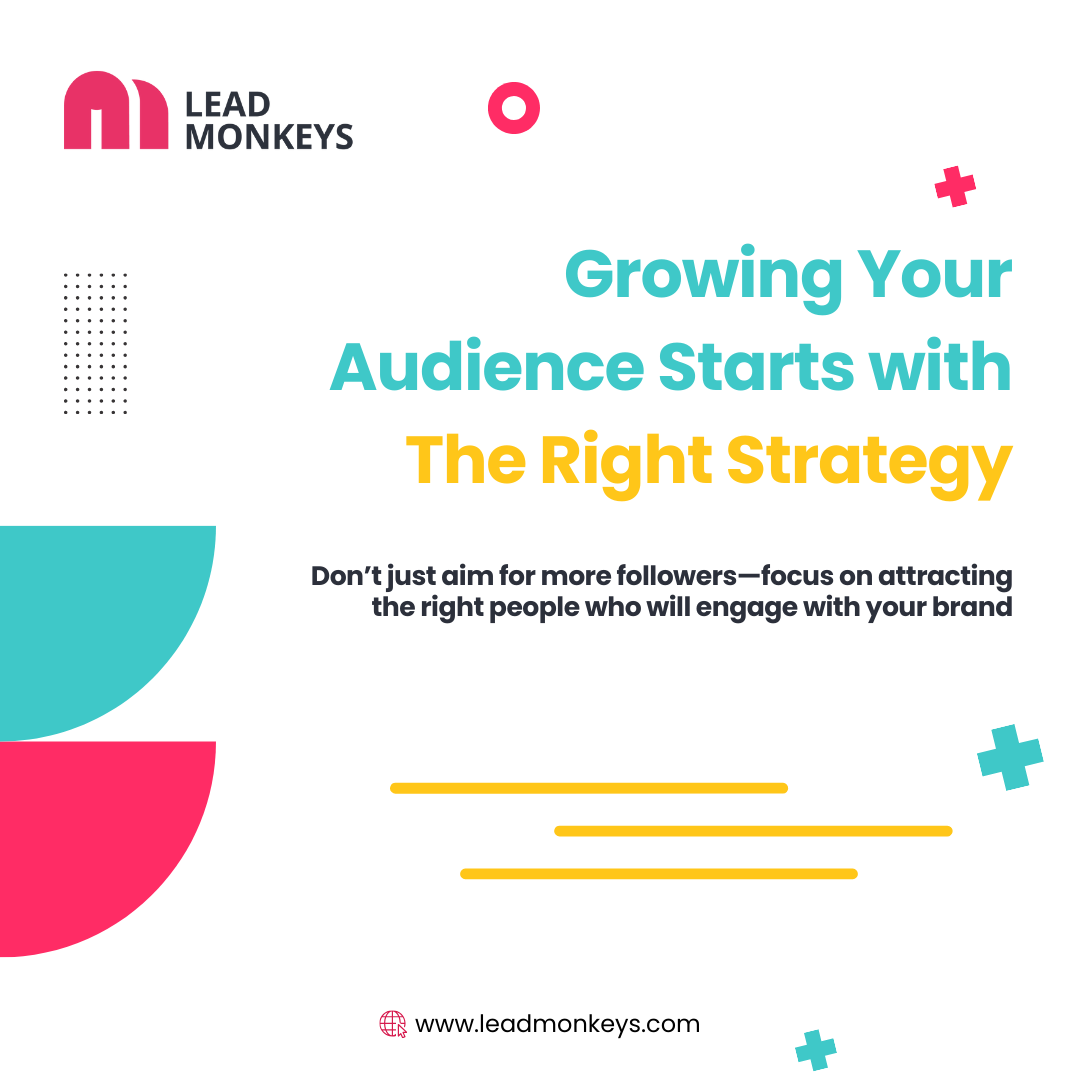 LEAD
MONKEYS
Growing Your
Audience Starts with
The Right Strategy
Don’t just aim for more followers—focus on attracting
the right people who will engage with your brand
www.leadmonkeys.com